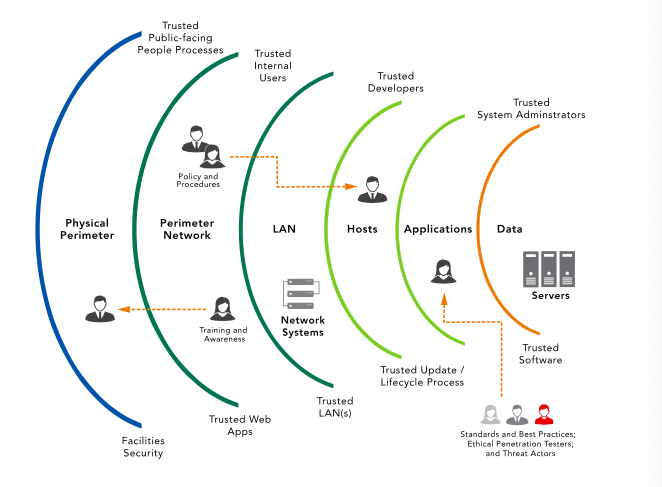 Trusted
Public-facing
People Processes
Trusted
Internal
Users
Trusted
Developers
Trusted
System Adminstrators
Policy and
Procedures
Physical
Perimeter
Perimeter
Network
LAN
Hosts
Applications
Data
Servers
Network
Systems
Training and
Awareness
Trusted
Software
Trusted Update /
Lifecycle Process
Trusted
LAN(s)
Trusted Web
Apps
Facilities
Security
Standards and Best Practices;
Ethical Penetration Testers;
and Threat Actors